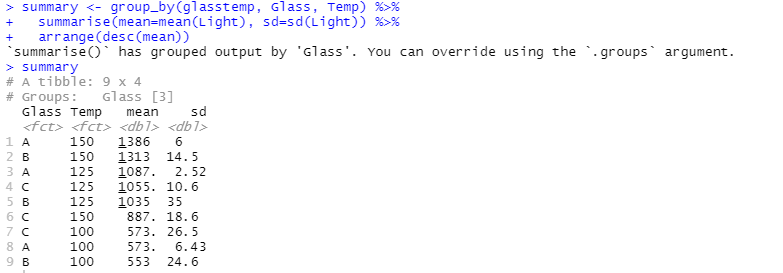 > summary <- group_by(glasstemp, Glass, Temp) %>%
+   summarise(mean=mean(Light), sd=sd(Light)) %>%
+   arrange(desc(mean))
`summarise()` has grouped output by 'Glass'. You can override using the `.groups` argument.
> summary
# A tibble: 9 x 4
# Groups:   Glass [3]
  Glass Temp   mean    sd
  <fct> <fct> <dbl> <dbl>
1 A     150   1386   6
2 B     150   1313  14.5
3 A     125   1087.  2.52
4 C     125   1055. 10.6
5 B     125   1035  35
6 C     150    887. 18.6
7 C     100    573. 26.5
8 A     100    573.  6.43
9 B     100    553  24.6